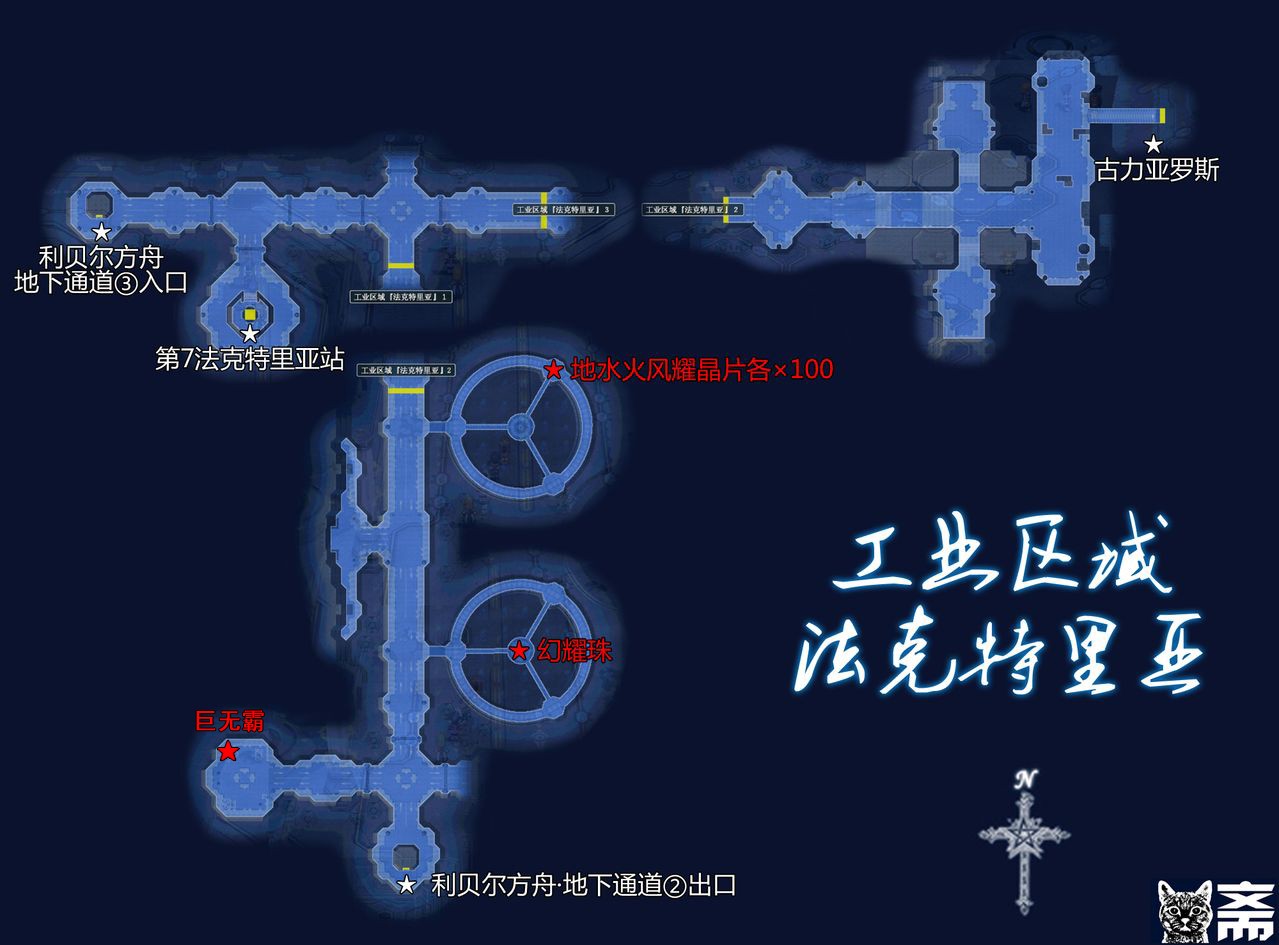 古力亚罗斯
工业区域『法克特里亚』3
工业区域『法克特里亚』2
利贝尔方舟
地下通道③入口
工业区域『法克特里亚』1
第7法克特里亚站
工业区域『法克特里亚』2
地水火风耀晶片各×100
工业区域
法克特里亚
幻耀珠
巨无霸
N
利贝尔方舟·地下通道②出口
斋